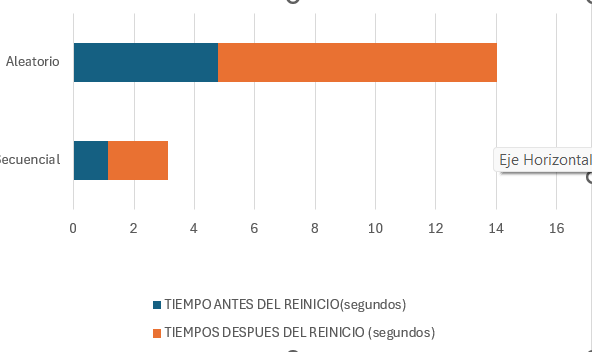 Aleatorio
Secuencial
Eje Horizontal
0 2 4 6 8 10 12 14 16
TIEMPO ANTES DEL REINICIO(segundos)
TIEMPOS DESPUES DEL REINICIO (segundos)